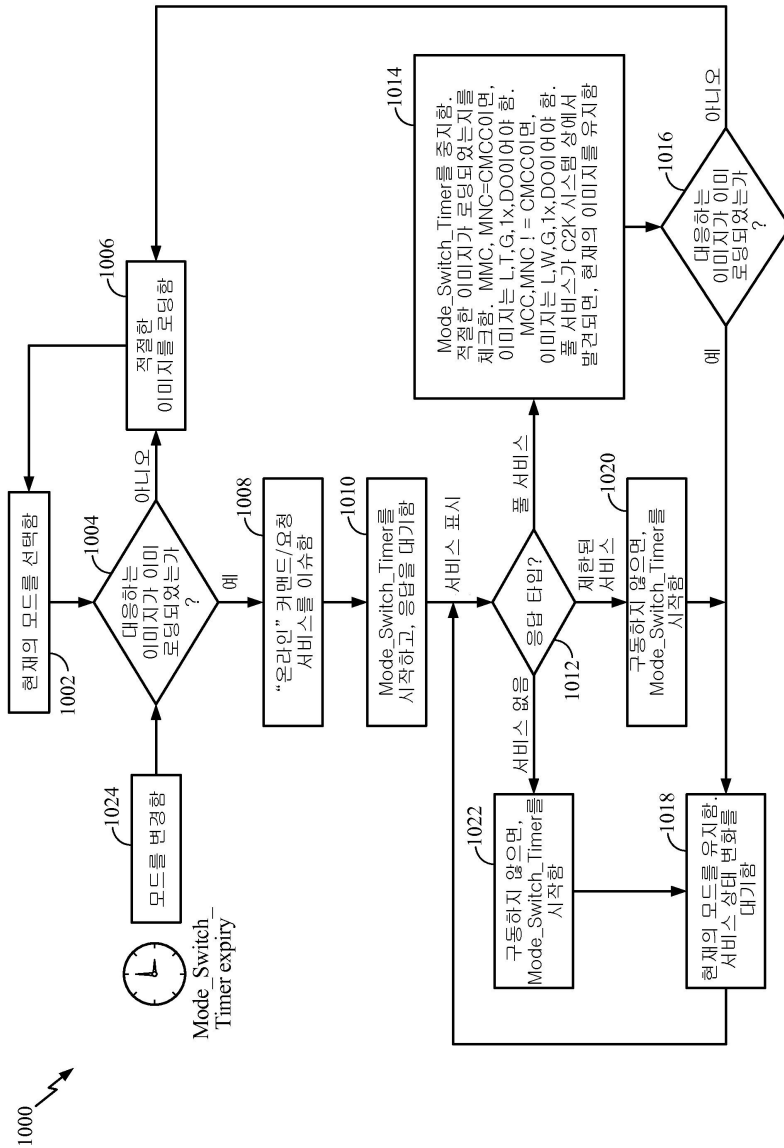 1000
Mode_Switch_
Timer expiry
1024
모드를 변경함
현재의 모드를 선택함
1002
1004
대응하는
이미지가 이미
로딩되었는가
?
아니오
예
1006
적절한
이미지를 로딩함
1008
“온라인” 커맨드/요청
서비스를 이슈함
1010
Mode_Switch_Timer를
시작하고, 응답을 대기함
서비스 표시
응답 타입?
1012
서비스 없음
제한된
서비스
풀 서비스
1014
Mode_Switch_Timer를 중지함.
적절한 이미지가 로딩되었는지를
체크함. MMC, MNC=CMCC이면,
이미지는 L,T,G,1x,DO이어야 함.
MCC,MNC ! = CMCC이면,
이미지는 L,W,G,1x,DO이어야 함.
풀 서비스가 C2K 시스템 상에서
발견되면, 현재의 이미지를 유지함
1016
대응하는
이미지가 이미
로딩되었는가
?
아니오
예
1020
구동하지 않으면,
Mode_Switch_Timer를
시작함
1022
구동하지 않으면,
Mode_Switch_Timer를
시작함
1018
현재의 모드를 유지함.
서비스 상태 변화를
대기함